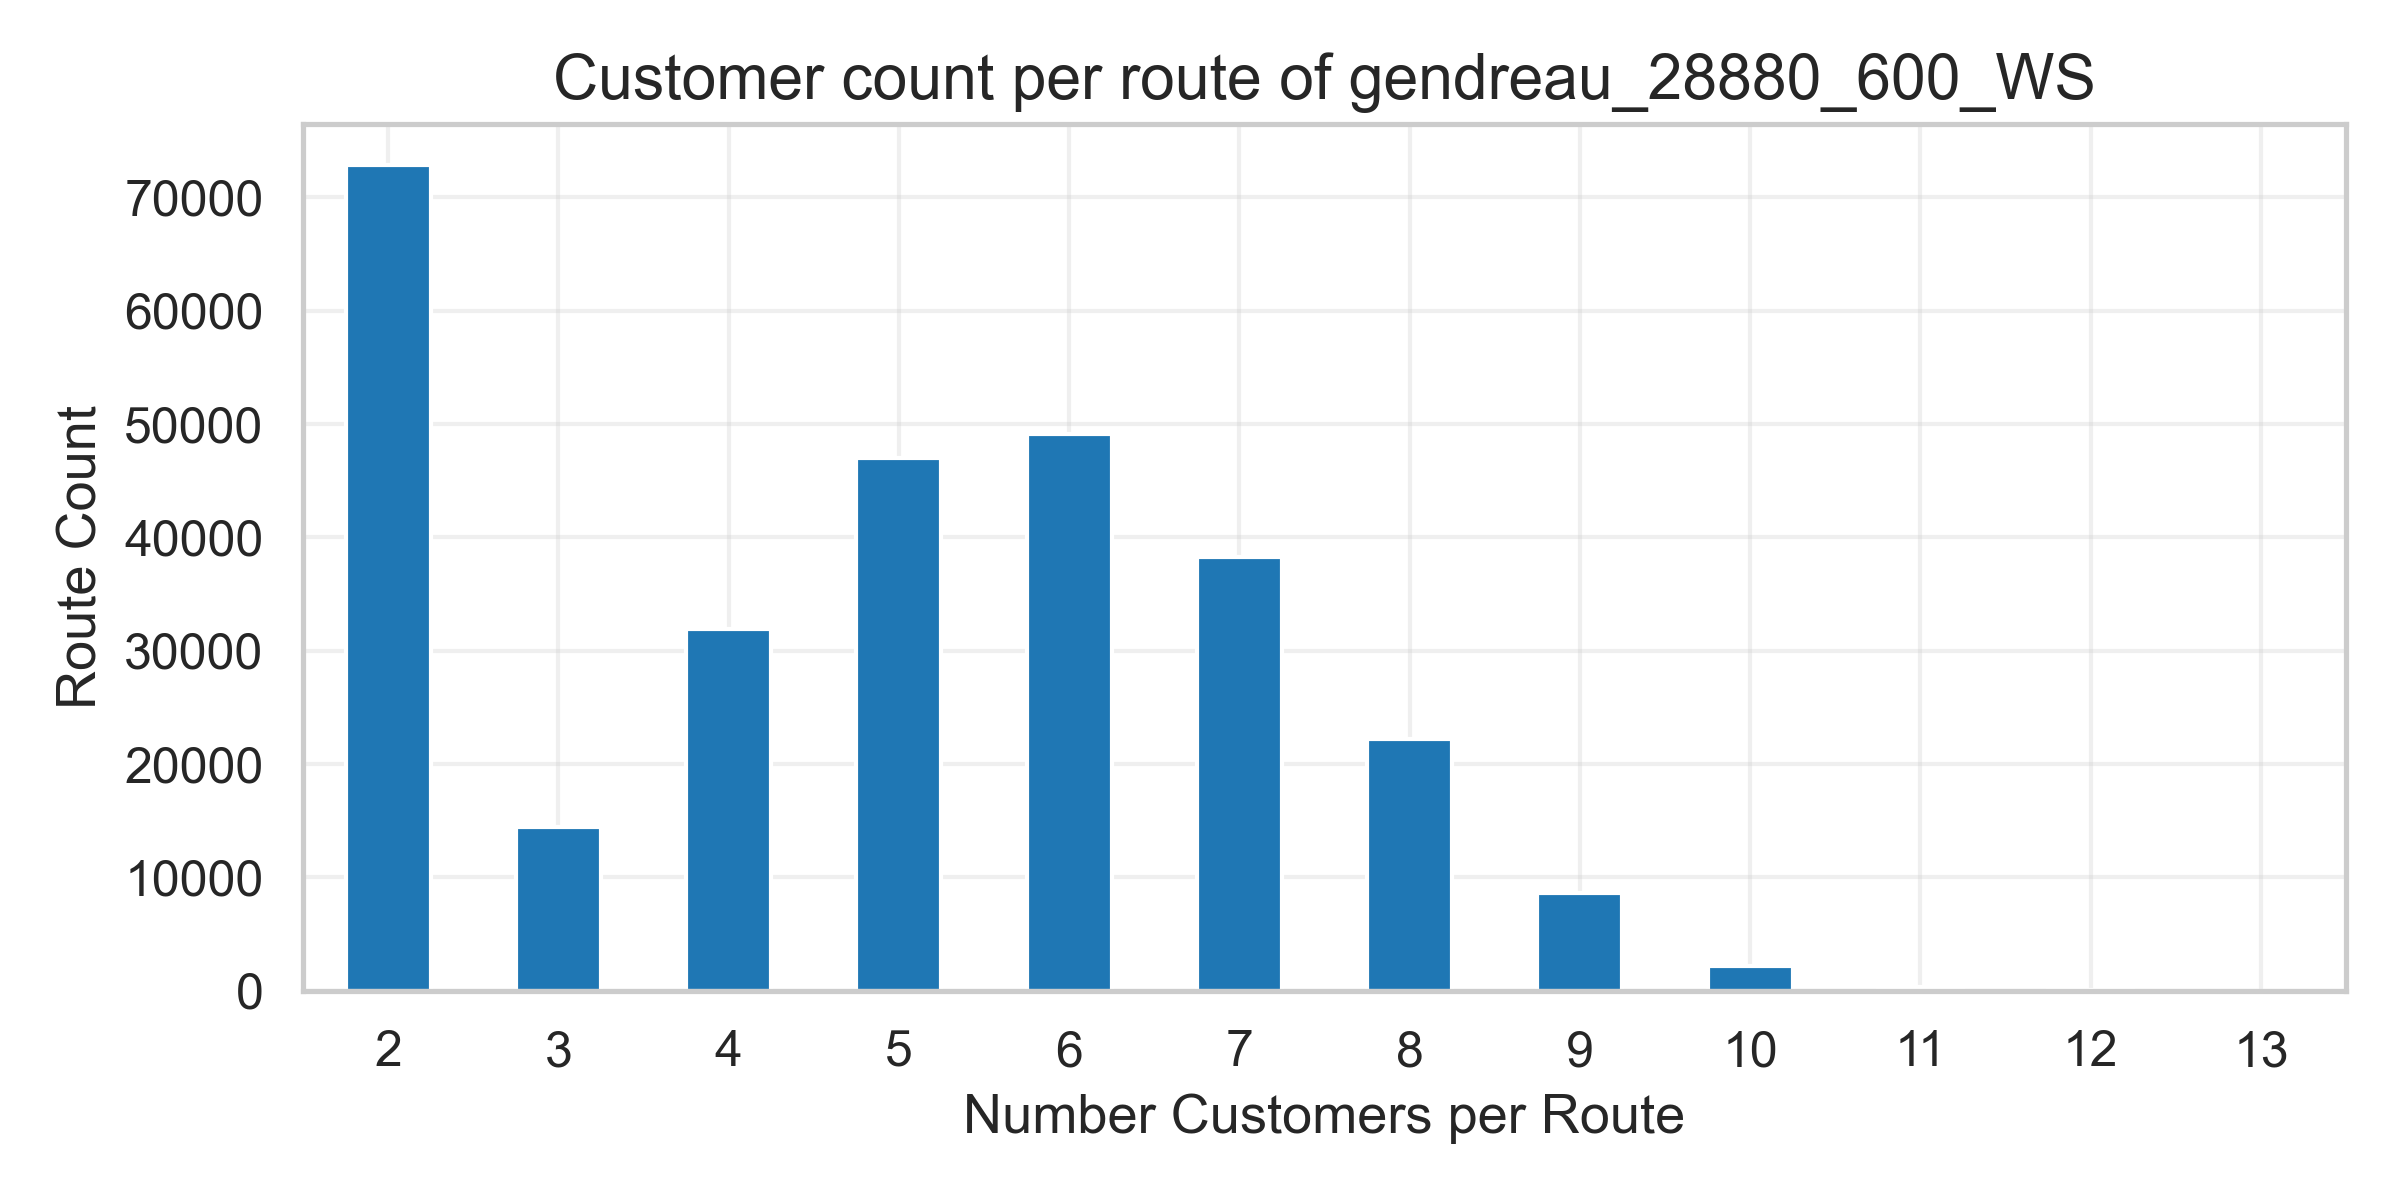 Customer count per route of gendreau_28880_600_WS
70000
60000
50000
40000
30000
20000
10000
0
Route Count
2 3 4 5 6 7 8 9 10 11 12 13
Number Customers per Route